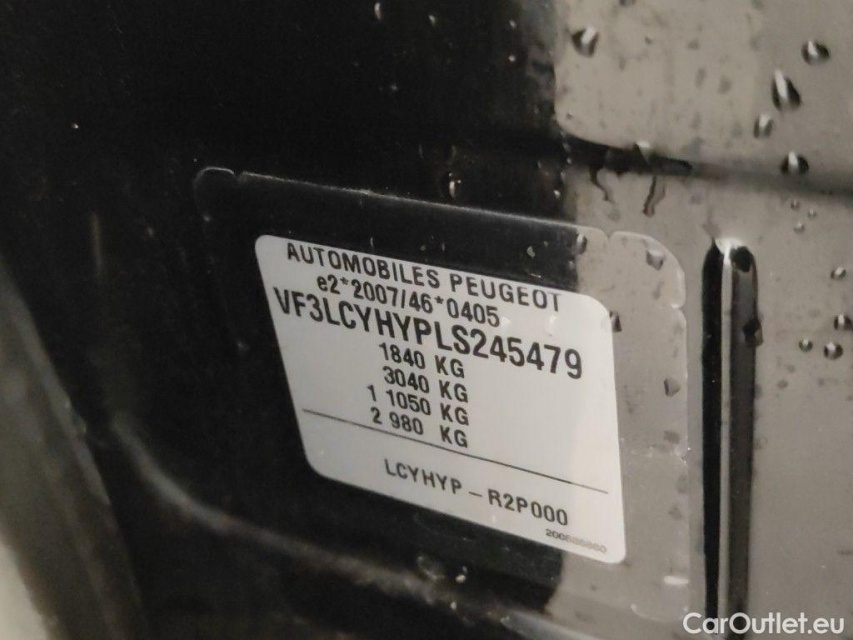 AUTOMOBILES PEUGEOT
e2*2007/46*0405
VF3LCYHYPLS245479
1840 KG
3040 KG
1 1050 KG
2 980 KG
LCYHYP - R2P000
CarOutlet.eu